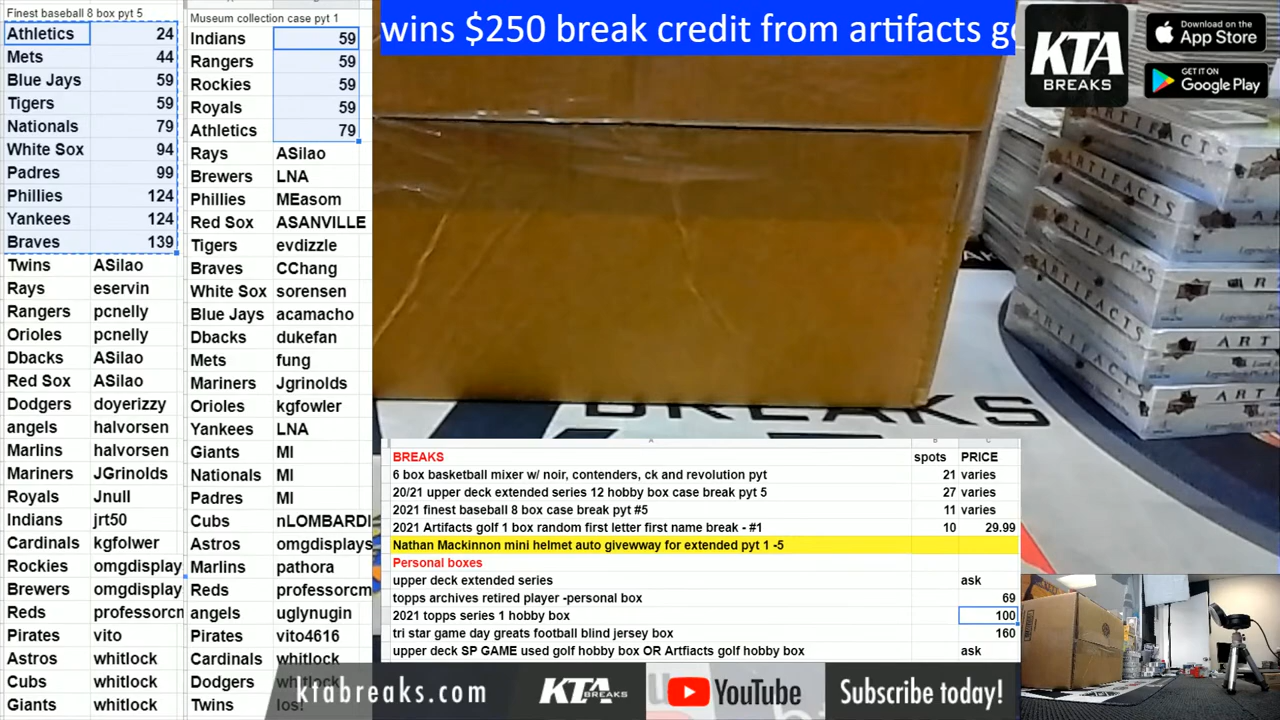 Finest baseball 8 box pyt 5
Athletics 24
Mets 44
Blue Jays 59
Tigers 59
Nationals 79
White Sox 94
Padres 99
Phillies 124
Yankees 124
Braves 139
Twins ASilao
Rays eservin
Rangers pcnelly
Orioles pcnelly
Dbacks ASilao
Red Sox ASilao
Dodgers doyerizzy
angels halvorsen
Marlins halvorsen
Mariners JGrinolds
Royals Jnull
Indians jrt50
Cardinals kgfolwer
Rockies omgdisplay
Brewers omgdisplay
Reds professorcm
Pirates vito
Astros whitlock
Cubs whitlock
Giants whitlock
Museum collection case pyt 1
Indians 59
Rangers 59
Rockies 59
Royals 59
Athletics 79
Rays ASilao
Brewers LNA
Phillies MEasom
Red Sox ASANVILLE
Tigers evdizzle
Braves CChang
White Sox sorensen
Blue Jays acamacho
Dbacks dukefan
Mets fung
Mariners Jgrinolds
Orioles kgfowler
Yankees LNA
Giants MI
Nationals MI
Padres MI
Cubs nLOMBARDI
Astros omgdisplays
Marlins pathora
Reds professorcm
angels uglynugin
Pirates vito4616
Cardinals whitlock
Dodgers whitlock
Twins los!
wins $250 break credit from artifacts go
KTA
BREAKS
Download on the
App Store
GET IT ON
Google Play
ARTIFACTS
ARTIFACTS
ARTIFACTS
ARTIFACTS
BREAKS
BREAKS spots PRICE
6 box basketball mixer w/ noir, contenders, ck and revolution pyt 21 varies
20/21 upper deck extended series 12 hobby box case break pyt 5 27 varies
2021 finest baseball 8 box case break pyt #5 11 varies
2021 Artifacts golf 1 box random first letter first name break - #1 10 29.99
Nathan Mackinnon mini helmet auto givewway for extended pyt 1 -5
Personal boxes
upper deck extended series ask
topps archives retired player -personal box 69
2021 topps series 1 hobby box 100
tri star game day greats football blind jersey box 160
upper deck SP GAME used golf hobby box OR Artfiacts golf hobby box ask
ktabreaks.com
KTA BREAKS
YouTube
Subscribe today!